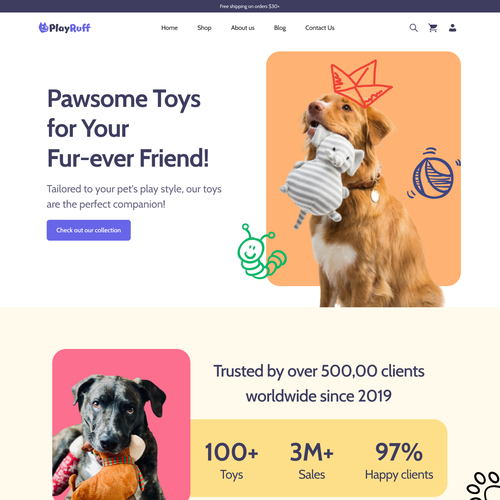 Free shipping on orders $30+
PlayRuff
Home
Shop
About us
Blog
Contact Us
Pawsome Toys
for Your
Fur-ever Friend!
Tailored to your pet's play style, our toys
are the perfect companion!
Check out our collection
Trusted by over 500,00 clients
worldwide since 2019
100+
3M+
97%
Toys
Sales
Happy clients